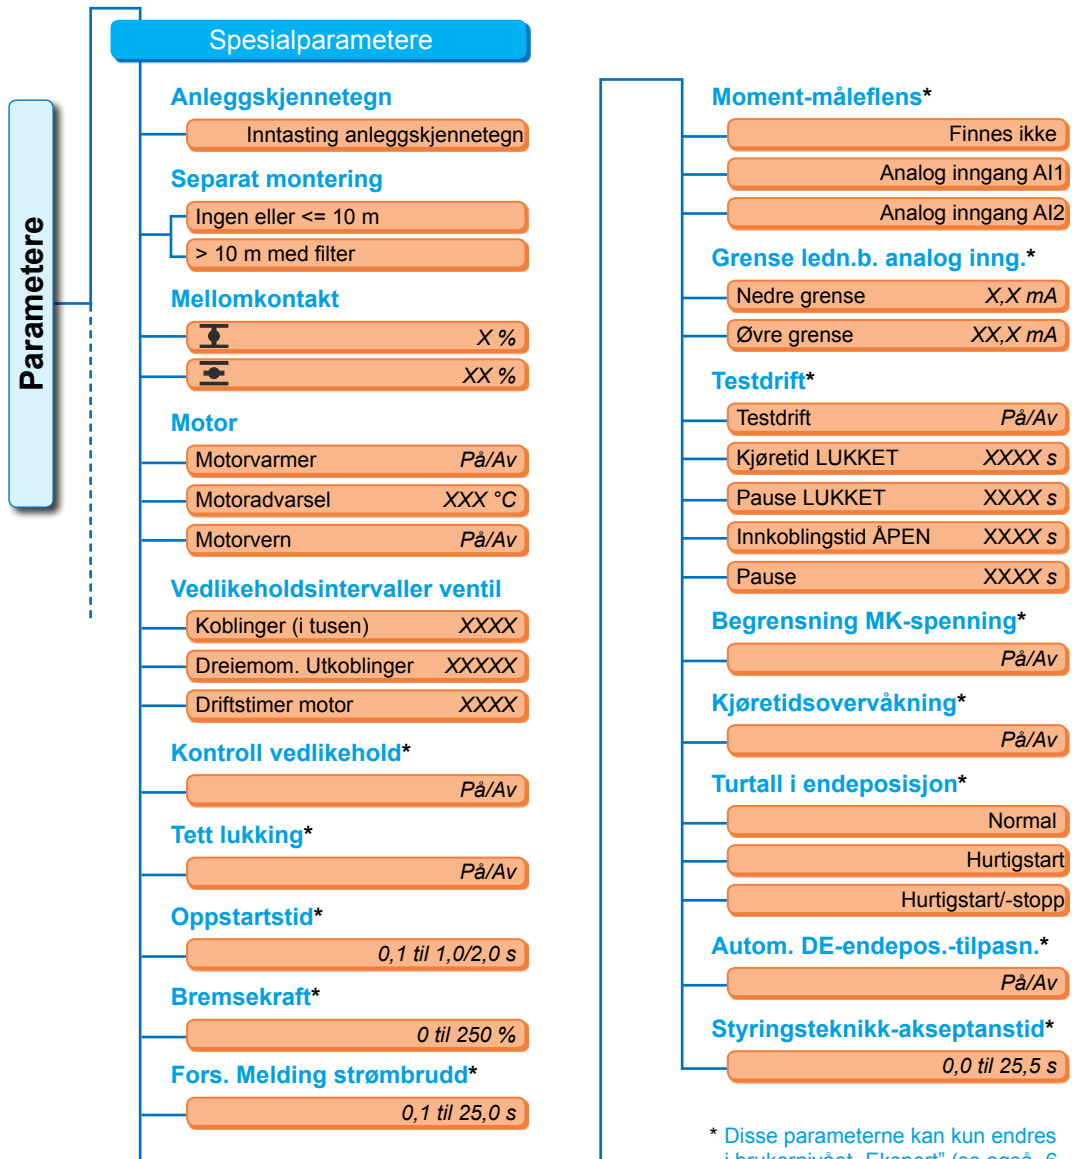 Parametere
Spesialparametere
Anleggskjennetegn
Inntasting anleggskjennetegn
Separat montering
Ingen eller <= 10 m
> 10 m med filter
Mellomkontakt
X %
XX %
Motor
Motorvarmer På/Av
Motoradvarsel XXX °C
Motorvern På/Av
Vedlikeholdsintervaller ventil
Koblinger (i tusen) XXXX
Dreiemom. Utkoblinger XXXXX
Driftstimer motor XXXX
Kontroll vedlikehold*
På/Av
Tett lukking*
På/Av
Oppstartstid*
0,1 til 1,0/2,0 s
Bremsekraft*
0 til 250 %
Fors. Melding strømbrudd*
0,1 til 25,0 s
Moment-måleflens*
Finnes ikke
Analog inngang AI1
Analog inngang AI2
Grense ledn.b. analog inng.*
Nedre grense X,X mA
Øvre grense XX,X mA
Testdrift*
Testdrift På/Av
Kjøretid LUKKET XXXX s
Pause LUKKET XXXX s
Innkoblingstid ÅPEN XXXX s
Pause XXXX s
Begrensning MK-spenning*
På/Av
Kjøretidsovervåkning*
På/Av
Turtall i endeposisjon*
Normal
Hurtigstart
Hurtigstart/-stopp
Autom. DE-endepos.-tilpasn.*
På/Av
Styringsteknikk-akseptanstid*
0,0 til 25,5 s
* Disse parameterne kan kun endres
i brukernivået „Ekspert” (se også 6